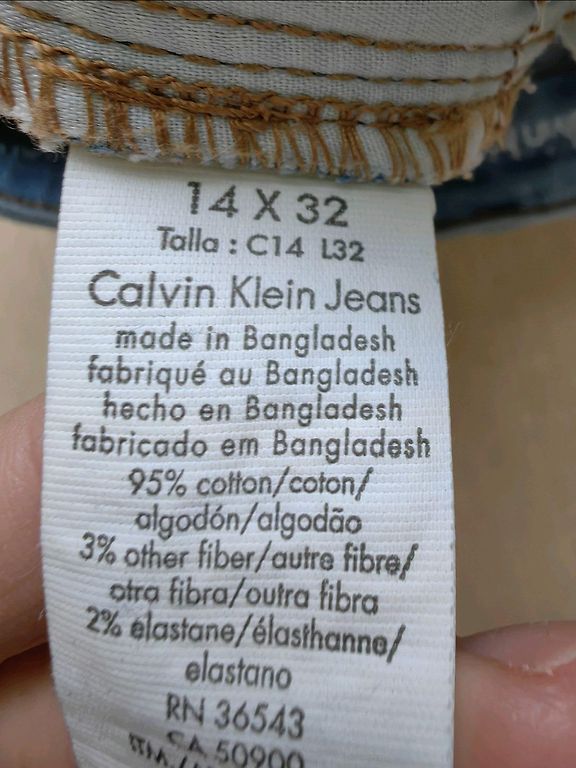 14 X 32
Talla : C14 L32
Calvin Klein Jeans
made in Bangladesh
fabriqué au Bangladesh
hecho en Bangladesh
fabricado em Bangladesh
95% cotton/coton/
algodón/algodão
3% other fiber/autre fibre/
otra fibra/outra fibra
2% elastane/élasthanne/
elastano
RN 36543
CA 50900